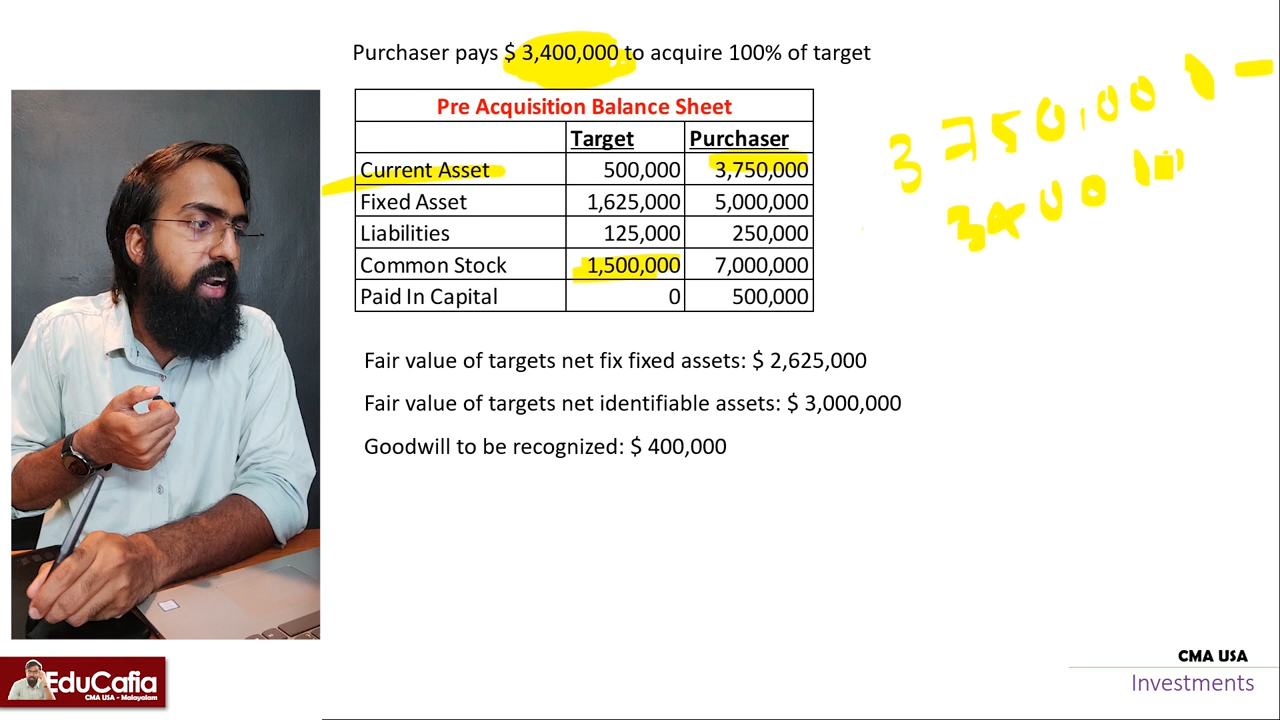 Purchaser pays $ 3,400,000 to acquire 100% of target
Pre Acquisition Balance Sheet
Target Purchaser
Current Asset 500,000 3,750,000
Fixed Asset 1,625,000 5,000,000
Liabilities 125,000 250,000
Common Stock 1,500,000 7,000,000
Paid In Capital 0 500,000
Fair value of targets net fix fixed assets: $ 2,625,000
Fair value of targets net identifiable assets: $ 3,000,000
Goodwill to be recognized: $ 400,000
EduCafia
CMA USA - Malayalam
CMA USA
Investments